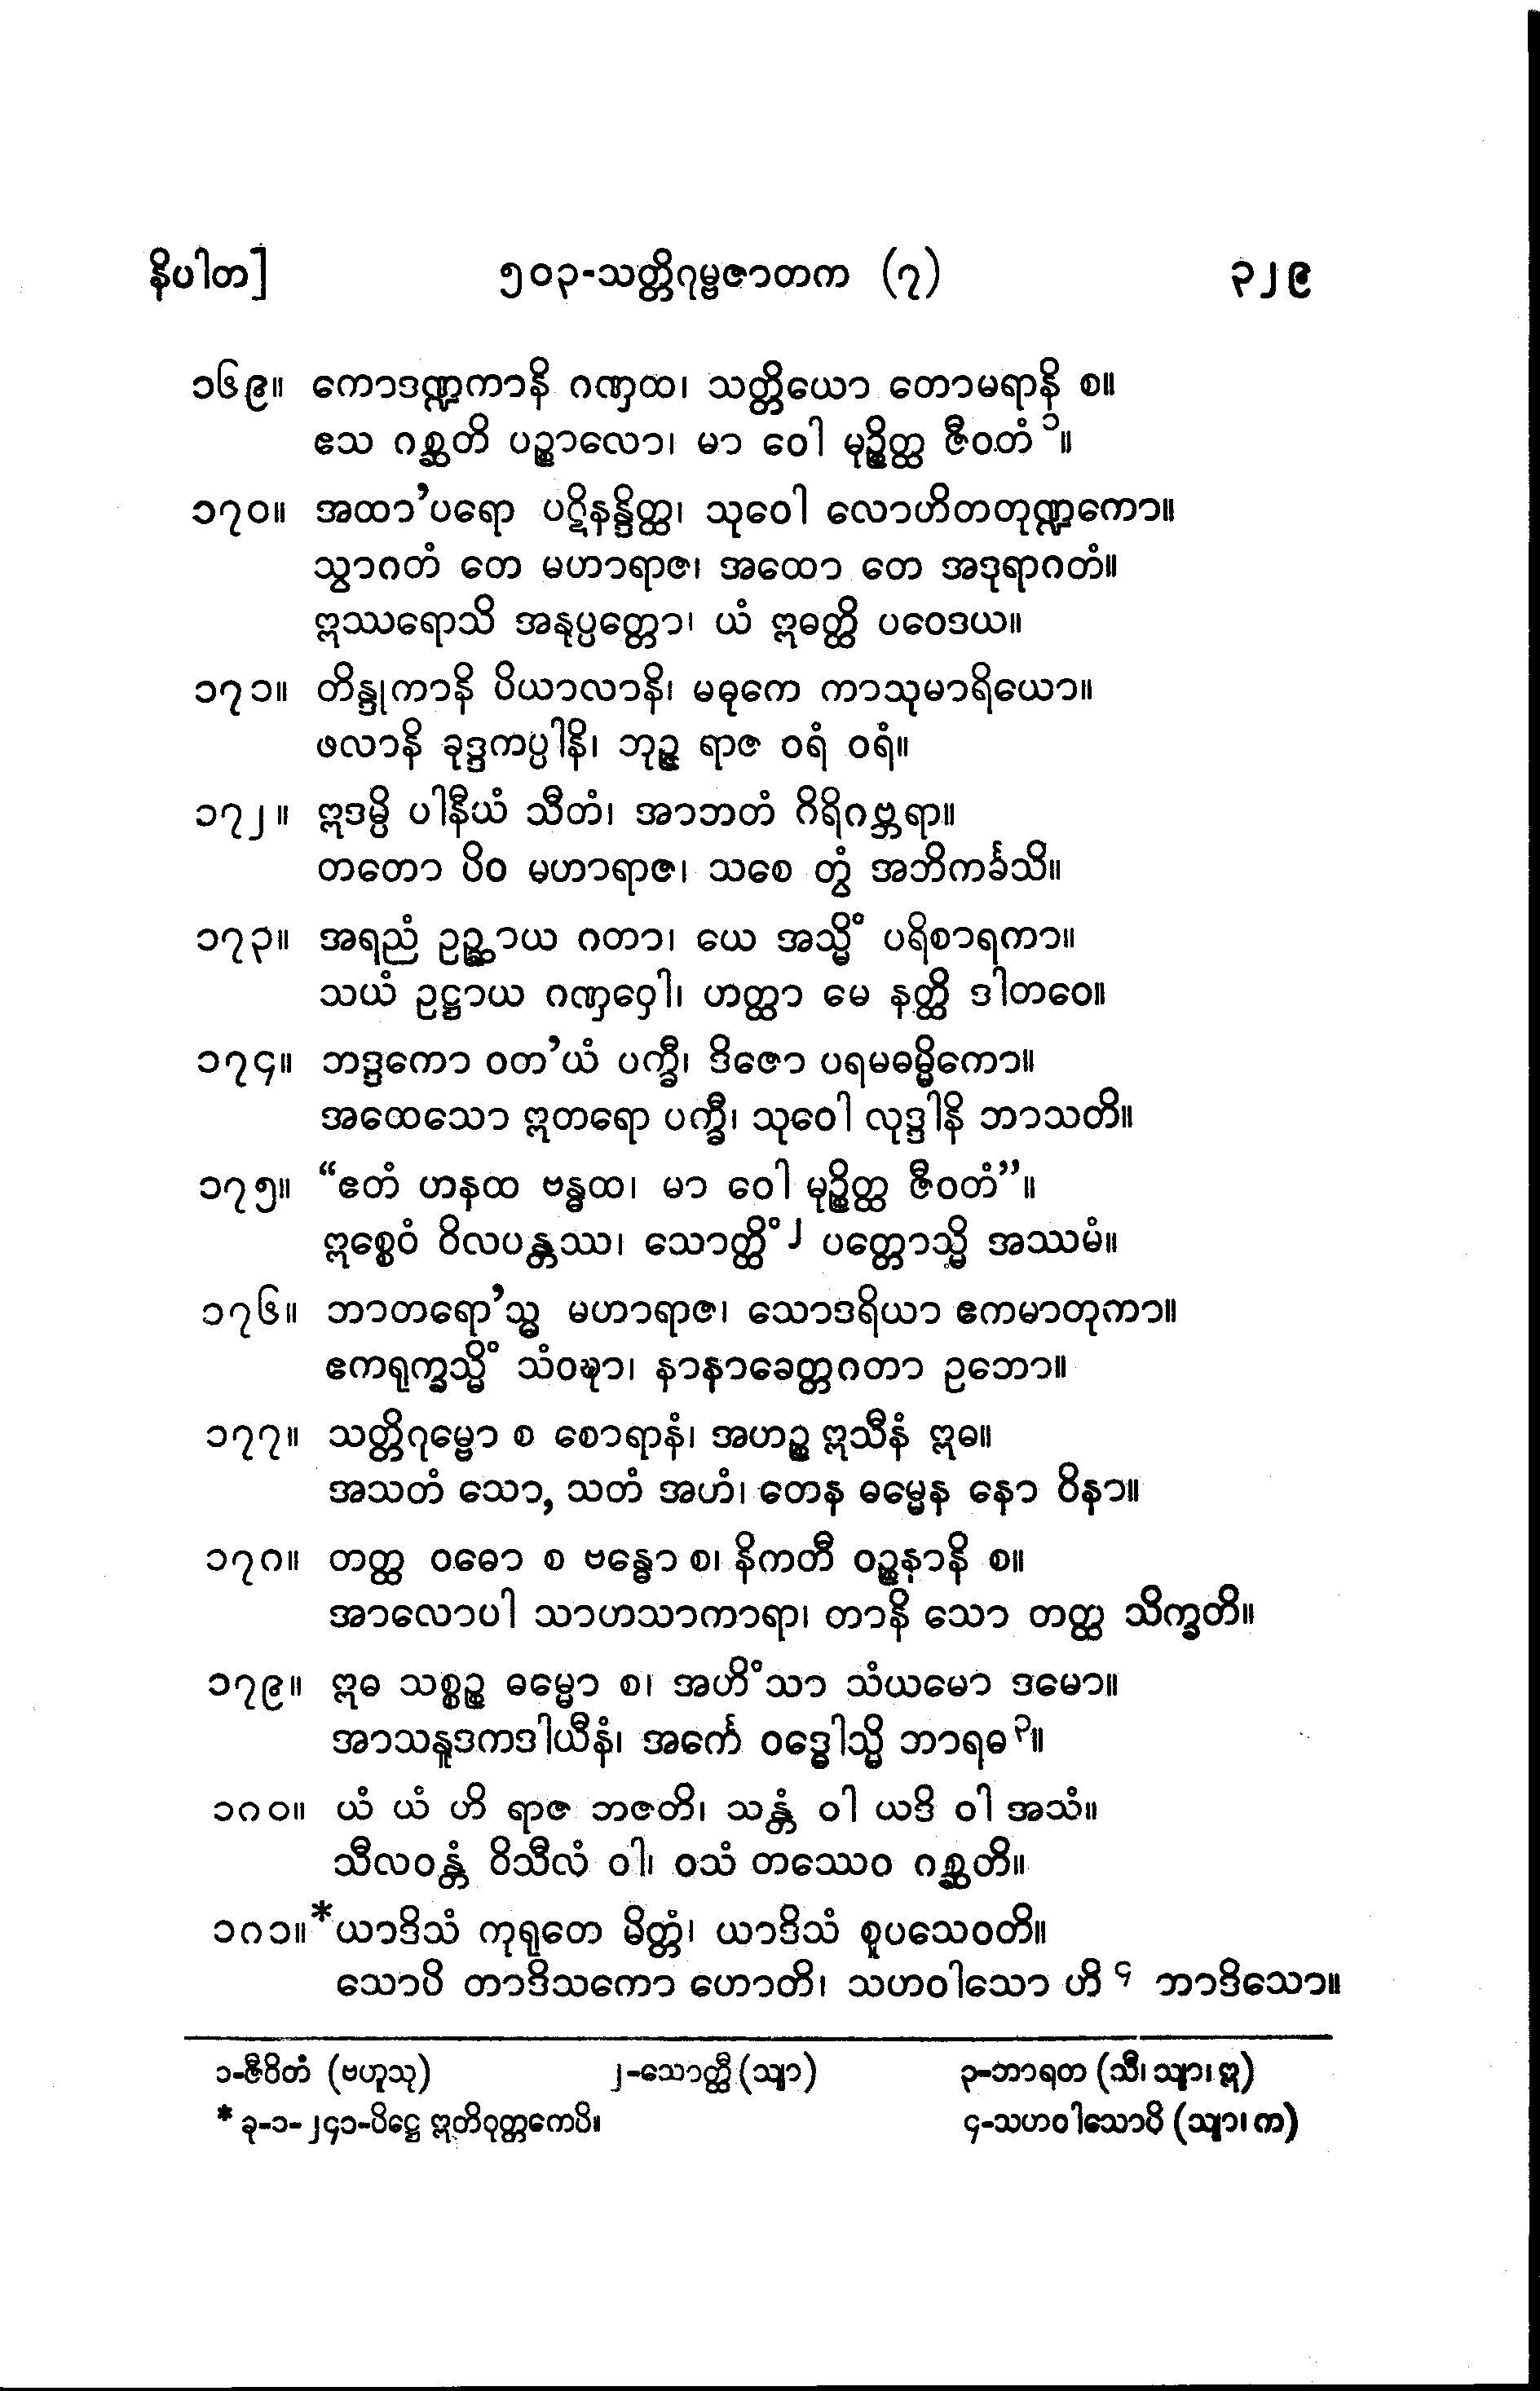 နိပါတ]	၅၀၃-သတ္တိဂုမ္ဗဇာတက (၇)	၃၂၉
၁၆၉။ ကောဒဏ္ဍကာနိ ဂဏှထ၊ သတ္တိယော တောမရာနိ စ။
ဧသ ဂစ္ဆတိ ပဉ္စာလော၊ မာ ဝေါ မုဉ္စိတ္ထ ဇီဝတံ ၁။
၁၇၀။ အထာ’ပရော ပဋိနန္ဒိတ္ထ၊ သုဝေါ လောဟိတတုဏ္ဍကော။
သွာဂတံ တေ မဟာရာဇ၊ အထော တေ အဒုရာဂတံ။
ဣဿရောသိ အနုပ္ပတ္တော၊ ယံ ဣဓတ္ထိ ပဝေဒယ။
၁၇၁။ တိန္ဒုကာနိ ပိယာလာနိ၊ မဓုကေ ကာသုမာရိယော။
ဖလာနိ ခုဒ္ဒကပ္ပါနိ၊ ဘုဉ္ဇ ရာဇ ဝရံ ဝရံ။
၁၇၂။ ဣဒမ္ပိ ပါနီယံ သီတံ၊ အာဘတံ ဂိရိဂဗ္ဘရာ။
တတော ပိဝ မဟာရာဇ၊ သစေ တွံ အဘိကင်္ခသိ။
၁၇၃။ အရညံ ဥဉ္ဆာယ ဂတာ၊ ယေ အသ္မိံ ပရိစာရကာ။
သယံ ဥဋ္ဌာယ ဂဏှဝှေါ၊ ဟတ္ထာ မေ နတ္ထိ ဒါတဝေ။
၁၇၄။ ဘဒ္ဒကော ဝတ’ယံ ပက္ခီ၊ ဒိဇော ပရမဓမ္မိကော။
အထေသော ဣတရော ပက္ခီ၊ သုဝေါ လုဒ္ဒါနိ ဘာသတိ။
၁၇၅။ “ဧတံ ဟနထ ဗန္ဓထ၊ မာ ဝေါ မုဉ္စိတ္ထ ဇီဝတံ”။
ဣစ္စေဝံ ဝိလပန္တဿ၊ သောတ္ထိံ ၂ ပတ္တောသ္မိ အဿမံ။
၁၇၆။ ဘာတရော’သ္မ မဟာရာဇ၊ သောဒရိယာ ဧကမာတုကာ။
ဧကရုက္ခသ္မိံ သံဝဍ္ဎာ၊ နာနာခေတ္တဂတာ ဥဘော။
၁၇၇။ သတ္တိဂုမ္ဗော စ စောရာနံ၊ အဟဉ္စ ဣသီနံ ဣဓ။
အသတံ သော, သတံ အဟံ၊ တေန ဓမ္မေန နော ဝိနာ။
၁၇၈။ တတ္ထ ဝဓော စ ဗန္ဓော စ၊ နိကတီ ဝဉ္စနာနိ စ။
အာလောပါ သာဟသာကာရာ၊ တာနိ သော တတ္ထ သိက္ခတိ။
၁၇၉။ ဣဓ သစ္စဉ္စ ဓမ္မော စ၊ အဟိံသာ သံယမော ဒမော။
အာသနူဒကဒါယီနံ၊ အင်္ကေ ဝဒ္ဓေါသ္မိ ဘာရဓ ၃။
၁၈၀။ ယံ ယံ ဟိ ရာဇ ဘဇတိ၊ သန္တံ ဝါ ယဒိ ဝါ အသံ။
သီလဝန္တံ ဝိသီလံ ဝါ၊ ဝသံ တဿေဝ ဂစ္ဆတိ။
၁၈၁။ *ယာဒိသံ ကုရုတေ မိတ္တံ၊ ယာဒိသံ စူပသေဝတိ။
သောပိ တာဒိသကော ဟောတိ၊ သဟဝါသော ဟိ ၄ ဘာဒိသော။
၁-ဇီဝိတံ (ဗဟူသု)	၂-သောတ္ထီ (သျာ)	၃-ဘာရတ (သီ၊ သျာ၊ ဣ)
* ခု-၁-၂၄၁-ပိဋ္ဌေ ဣတိဝုတ္တကေပိ။	၄-သဟဝါသောပိ (သျာ၊ က)